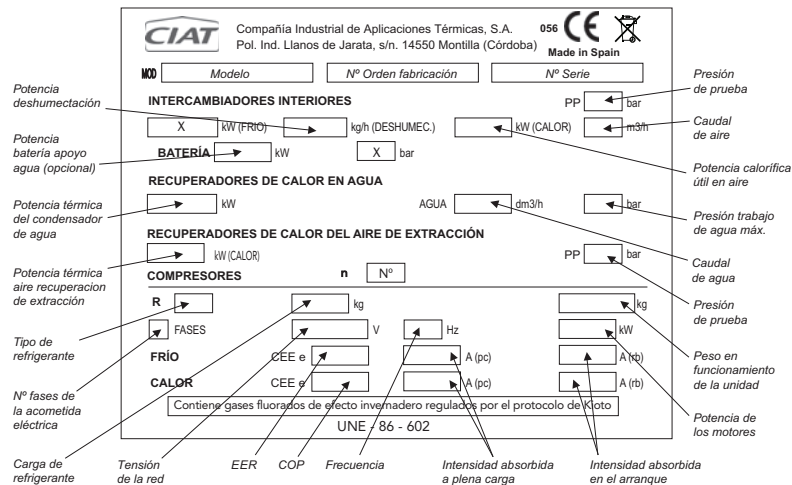 CIAT
Compañía Industrial de Aplicaciones Térmicas, S.A.
Pol. Ind. Llanos de Jarata, s/n. 14550 Montilla (Córdoba)
056 CE
Made in Spain
MOD Modelo Nº Orden fabricación Nº Serie
INTERCAMBIADORES INTERIORES PP bar
X kW (FRIO) kg/h (DESHUMEC.) kW (CALOR) m3/h
BATERÍA kW X bar
RECUPERADORES DE CALOR EN AGUA
kW AGUA dm3/h bar
RECUPERADORES DE CALOR DEL AIRE DE EXTRACCIÓN
kW (CALOR) PP bar
COMPRESORES n Nº
R kg kg
FASES V Hz kW
FRÍO CEE e A (pc) A (rb)
CALOR CEE e A (pc) A (rb)
Contiene gases fluorados de efecto invernadero regulados por el protocolo de Kioto
UNE - 86 - 602
Potencia
deshumectación
Potencia
batería apoyo
agua (opcional)
Potencia térmica
del condensador
de agua
Potencia térmica
aire recuperacion
de extracción
Tipo de
refrigerante
Nº fases de
la acometida
eléctrica
Carga de
refrigerante
Tensión
de la red
EER
COP
Frecuencia
Intensidad absorbida
a plena carga
Intensidad absorbida
en el arranque
Presión
de prueba
Caudal
de aire
Potencia calorífica
útil en aire
Presión trabajo
de agua máx.
Caudal
de agua
Presión
de prueba
Peso en
funcionamiento
de la unidad
Potencia de
los motores